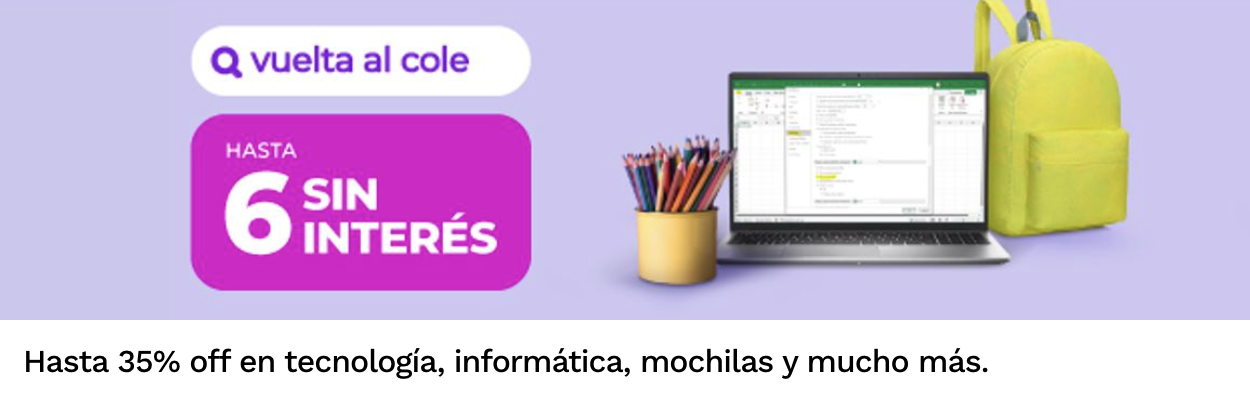 vuelta al cole
HASTA
6 SIN
INTERÉS
Hasta 35% off en tecnología, informática, mochilas y mucho más.